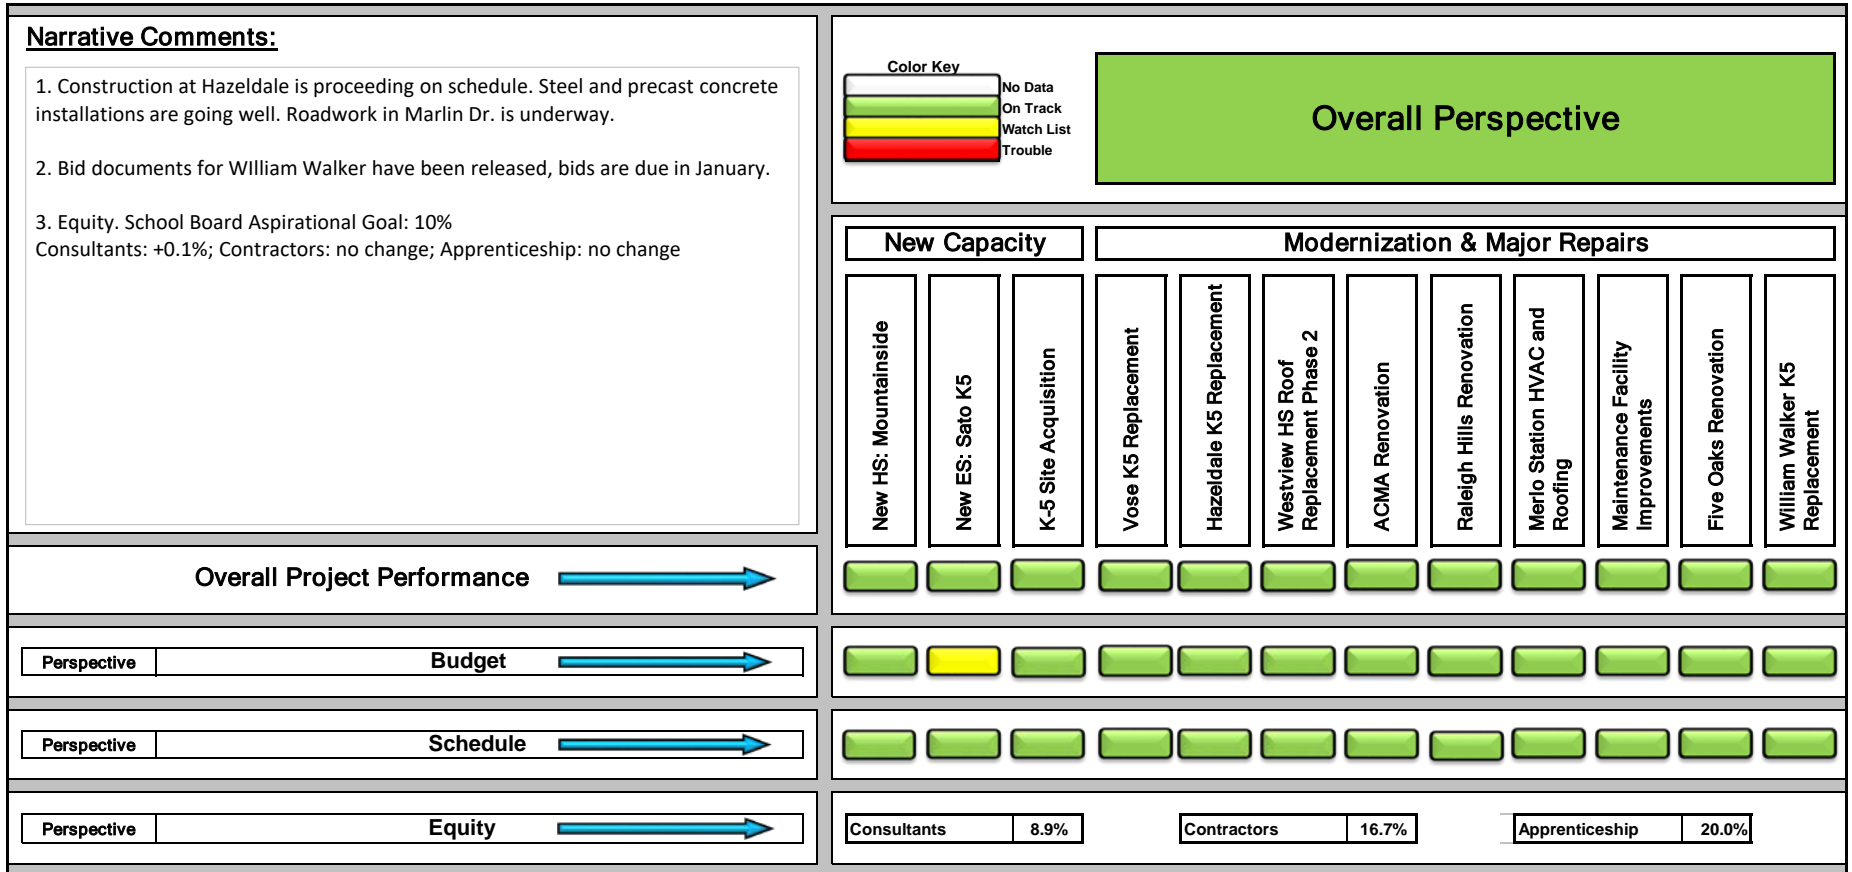 Narrative Comments:
1. Construction at Hazeldale is proceeding on schedule. Steel and precast concrete
installations are going well. Roadwork in Marlin Dr. is underway.
2. Bid documents for WIlliam Walker have been released, bids are due in January.
3. Equity. School Board Aspirational Goal: 10%
Consultants: +0.1%; Contractors: no change; Apprenticeship: no change
Color Key
No Data
On Track
Watch List
Trouble
Overall Perspective
New Capacity
Modernization & Major Repairs
New HS: Mountainside
New ES: Sato K5
K-5 Site Acquisition
Vose K5 Replacement
Hazeldale K5 Replacement
Westview HS Roof
Replacement Phase 2
ACMA Renovation
Raleigh Hills Renovation
Merlo Station HVAC and
Roofing
Maintenance Facility
Improvements
Five Oaks Renovation
William Walker K5
Replacement
Overall Project Performance
Perspective Budget
Perspective Schedule
Perspective Equity
Consultants 8.9%
Contractors 16.7%
Apprenticeship 20.0%